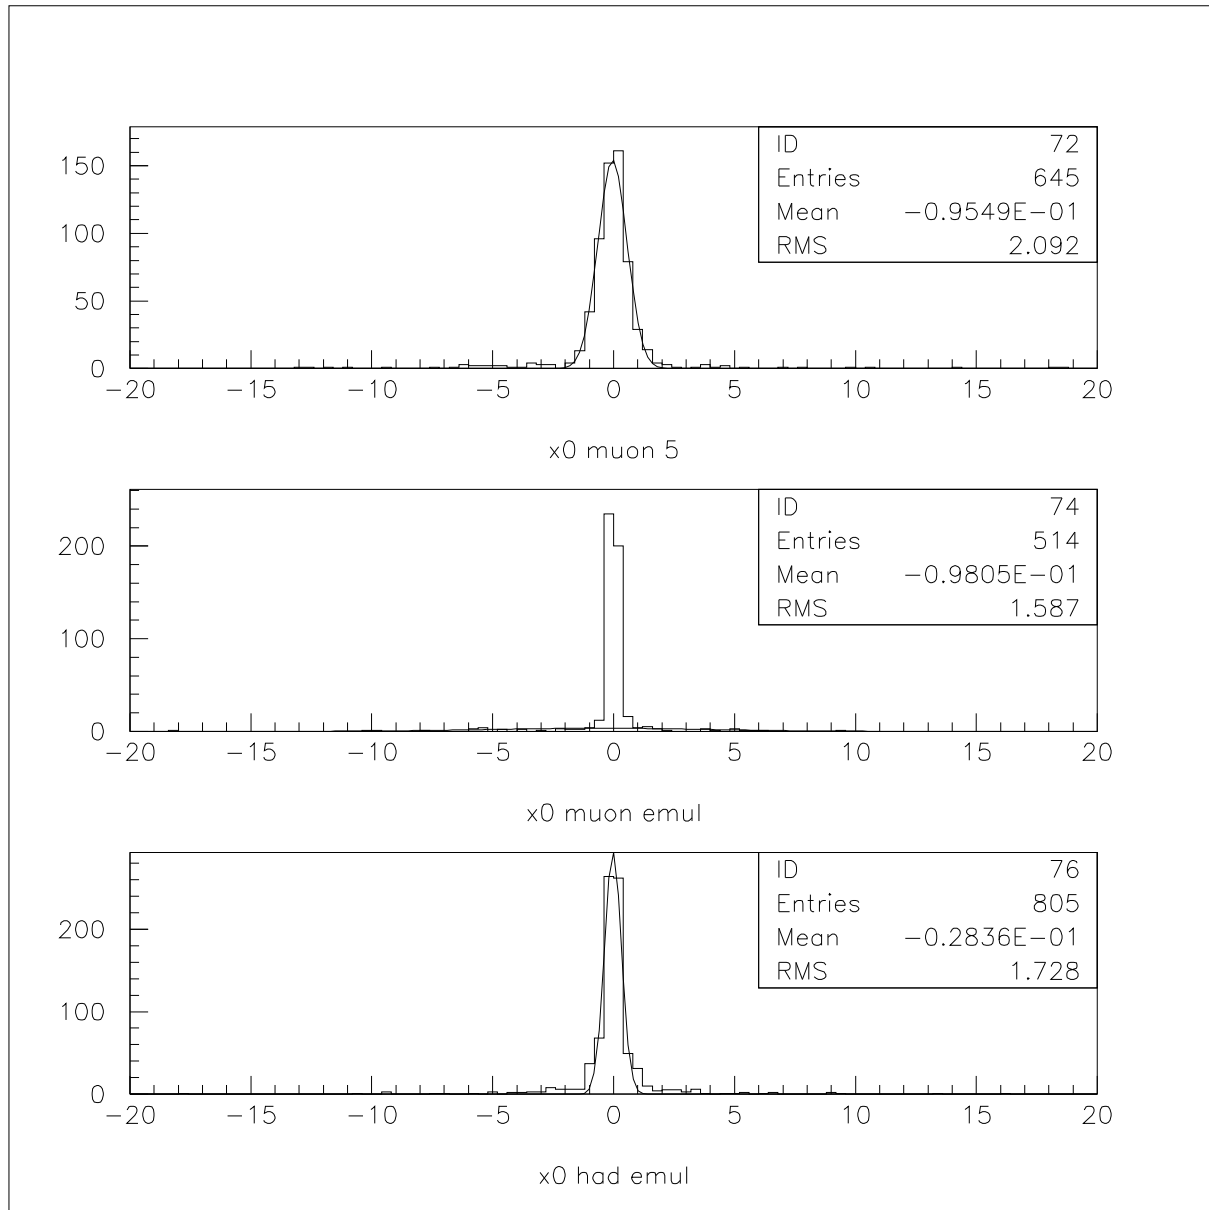 ID 72
Entries 645
Mean −0.9549E−01
RMS 2.092
150
100
50
0
−20 −15 −10 −5 0 5 10 15 20
x0 muon 5
ID 74
Entries 514
Mean −0.9805E−01
RMS 1.587
200
100
0
−20 −15 −10 −5 0 5 10 15 20
x0 muon emul
ID 76
Entries 805
Mean −0.2836E−01
RMS 1.728
200
100
0
−20 −15 −10 −5 0 5 10 15 20
x0 had emul